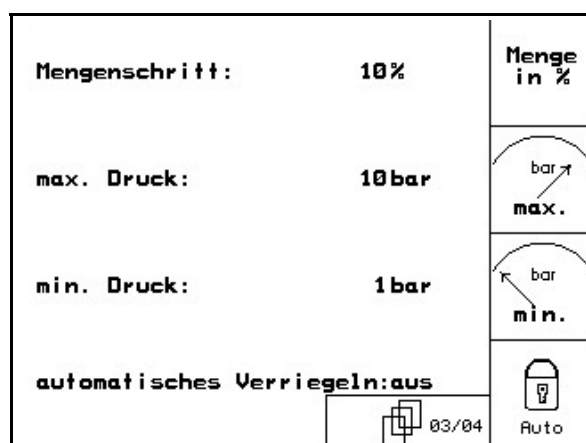 Mengenschritt: 10%
Menge
in %
max. Druck: 10bar
bar
max.
min. Druck: 1bar
bar
min.
automatisches Verriegeln:aus
03/04
Auto